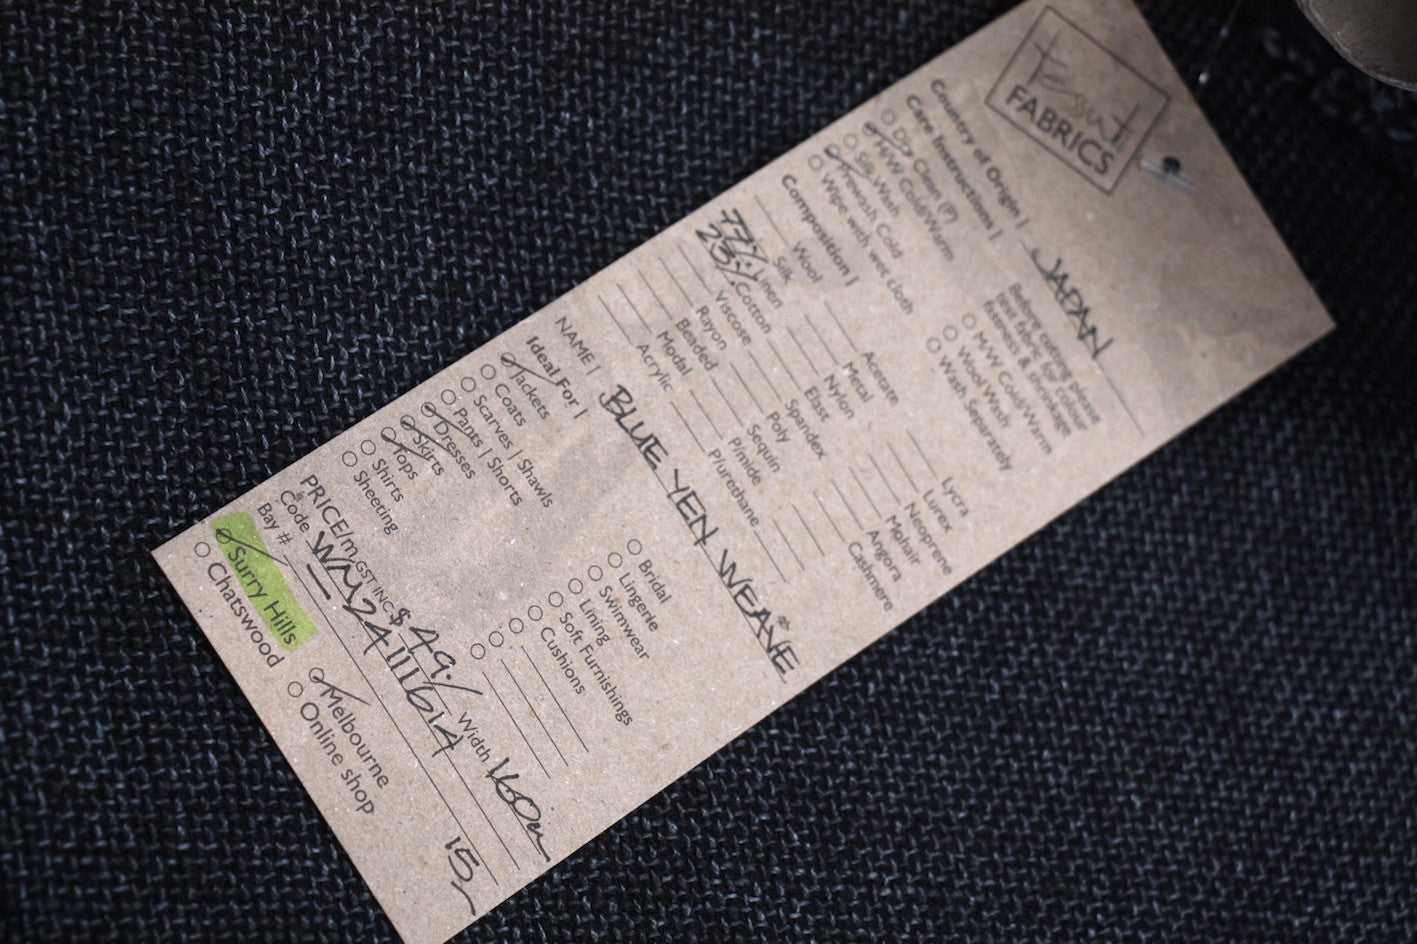 Tessuti
FABRICS
Country of Origin | JAPAN
Care Instructions |
Before cutting please
test fabric for colour
fastness & shrinkage
Dry Clean (P)
H/W Cold/Warm
Silk Wash
Prewash Cold
Wipe with wet cloth
M/W Cold/Warm
Wool Wash
Wash Separately
Composition |
Wool
Silk
77% Linen
23% Cotton
Viscose
Rayon
Beaded
Modal
Acrylic
Acetate
Metal
Nylon
Elast
Spandex
Poly
Sequin
P/mide
P/urethane
Lycra
Lurex
Neoprene
Mohair
Angora
Cashmere
NAME | BLUE YEN WEAVE
Ideal For |
Jackets
Coats
Scarves | Shawls
Pants | Shorts
Dresses
Skirts
Tops
Shirts
Sheeting
Bridal
Lingerie
Swimwear
Lining
Soft Furnishings
Cushions
PRICE/m GST INC $ 49 Width 160cm
Code
Bay # 15
Surry Hills
Chatswood
Melbourne
Online shop